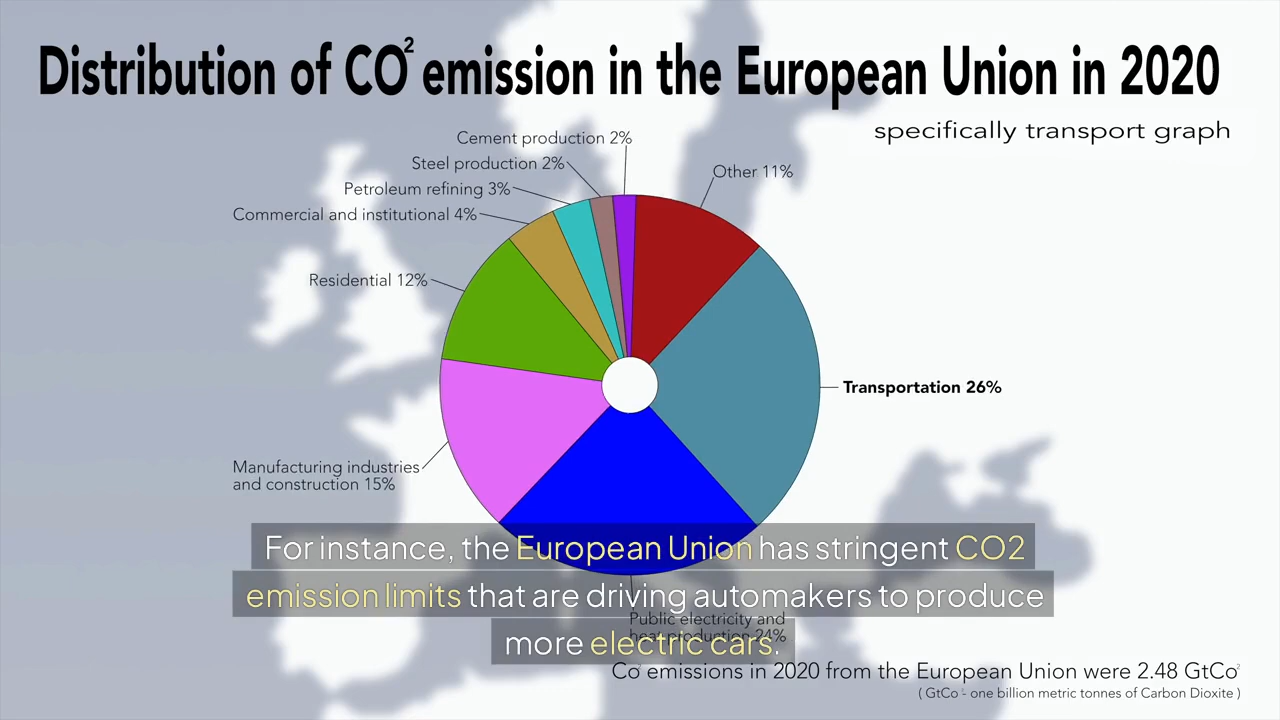 Distribution of CO² emission in the European Union in 2020
specifically transport graph
Cement production 2%
Steel production 2%
Petroleum refining 3%
Commercial and institutional 4%
Other 11%
Residential 12%
Transportation 26%
Manufacturing industries
and construction 15%
For instance, the European Union has stringent CO2
emission limits that are driving automakers to produce
more electric cars.
Public electricity and
heat production 24%
Co² emissions in 2020 from the European Union were 2.48 GtCo²
( GtCo² - one billion metric tonnes of Carbon Dioxite )